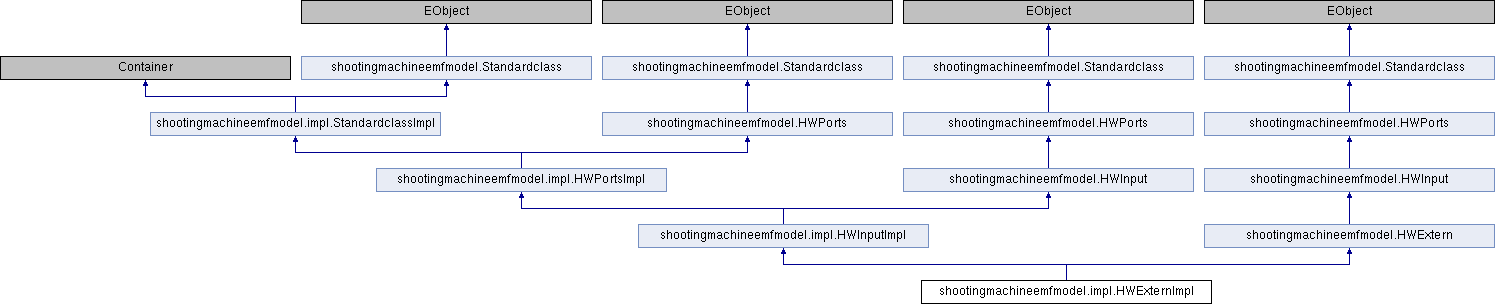 EObject EObject EObject EObject
Container shootingmachineemfmodel.Standardclass shootingmachineemfmodel.Standardclass shootingmachineemfmodel.Standardclass shootingmachineemfmodel.Standardclass
shootingmachineemfmodel.impl.StandardclassImpl shootingmachineemfmodel.HWPorts shootingmachineemfmodel.HWPorts shootingmachineemfmodel.HWPorts
shootingmachineemfmodel.impl.HWPortsImpl shootingmachineemfmodel.HWInput shootingmachineemfmodel.HWInput
shootingmachineemfmodel.impl.HWInputImpl shootingmachineemfmodel.HWExtern
shootingmachineemfmodel.impl.HWExternImpl